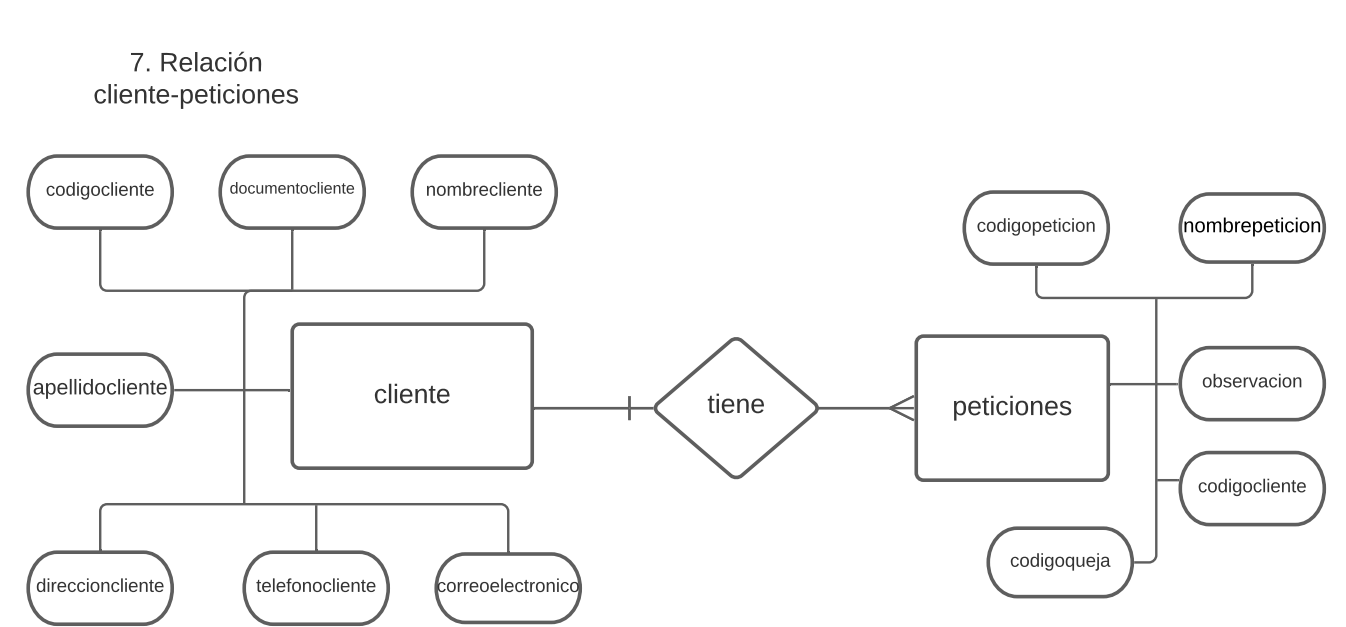 7. Relación
cliente-peticiones
codigocliente
documentocliente
nombrecliente
codigopeticion
nombrepeticion
apellidocliente
cliente
tiene
peticiones
observacion
codigocliente
codigoqueja
direccioncliente
telefonocliente
correoelectronico